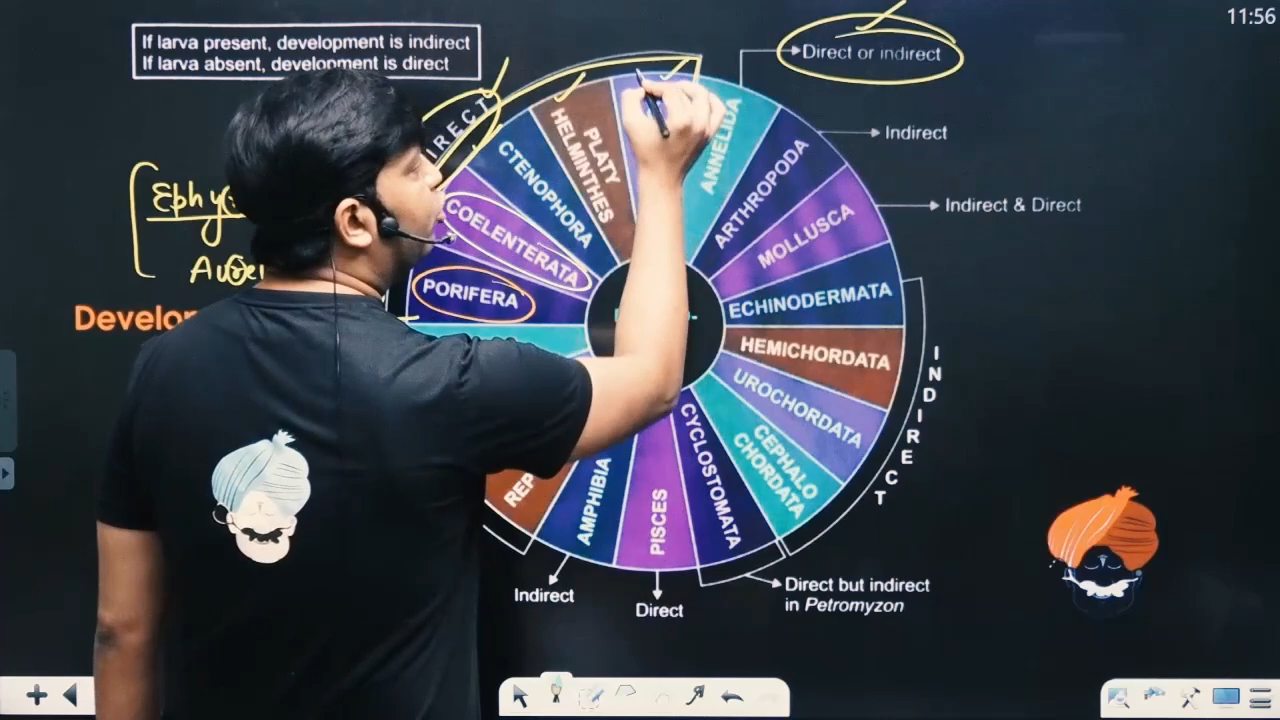 11:56
If larva present, development is indirect
If larva absent, development is direct
Direct or indirect
IRECT
PLATY
HELMINTHES
ANNELIDA
CTENOPHORA
ARTHROPODA
Indirect
COELENTERATA
MOLLUSCA
Indirect & Direct
PORIFERA
ECHINODERMATA
HEMICHORDATA
UROCHORDATA
INDIRECT
CEPHALO
CHORDATA
CYCLOSTOMATA
PISCES
AMPHIBIA
REP
Ephy
Develop
Indirect
Direct
Direct but indirect
in Petromyzon